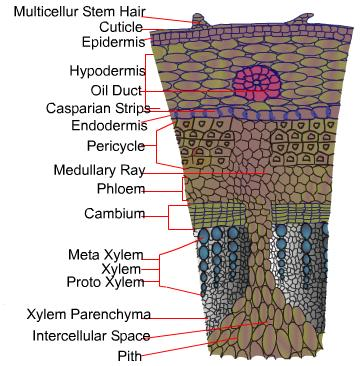 Multicellur Stem Hair
Cuticle
Epidermis
Hypodermis
Oil Duct
Casparian Strips
Endodermis
Pericycle
Medullary Ray
Phloem
Cambium
Meta Xylem
Xylem
Proto Xylem
Xylem Parenchyma
Intercellular Space
Pith